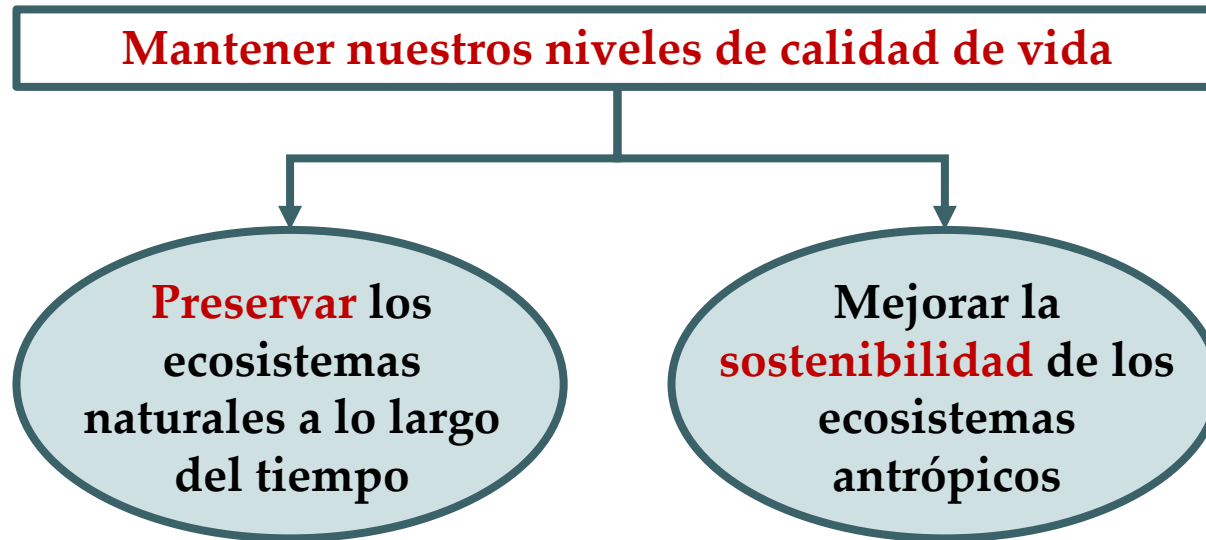 Mantener nuestros niveles de calidad de vida
Preservar los
ecosistemas
naturales a lo largo
del tiempo
Mejorar la
sostenibilidad de los
ecosistemas
antrópicos